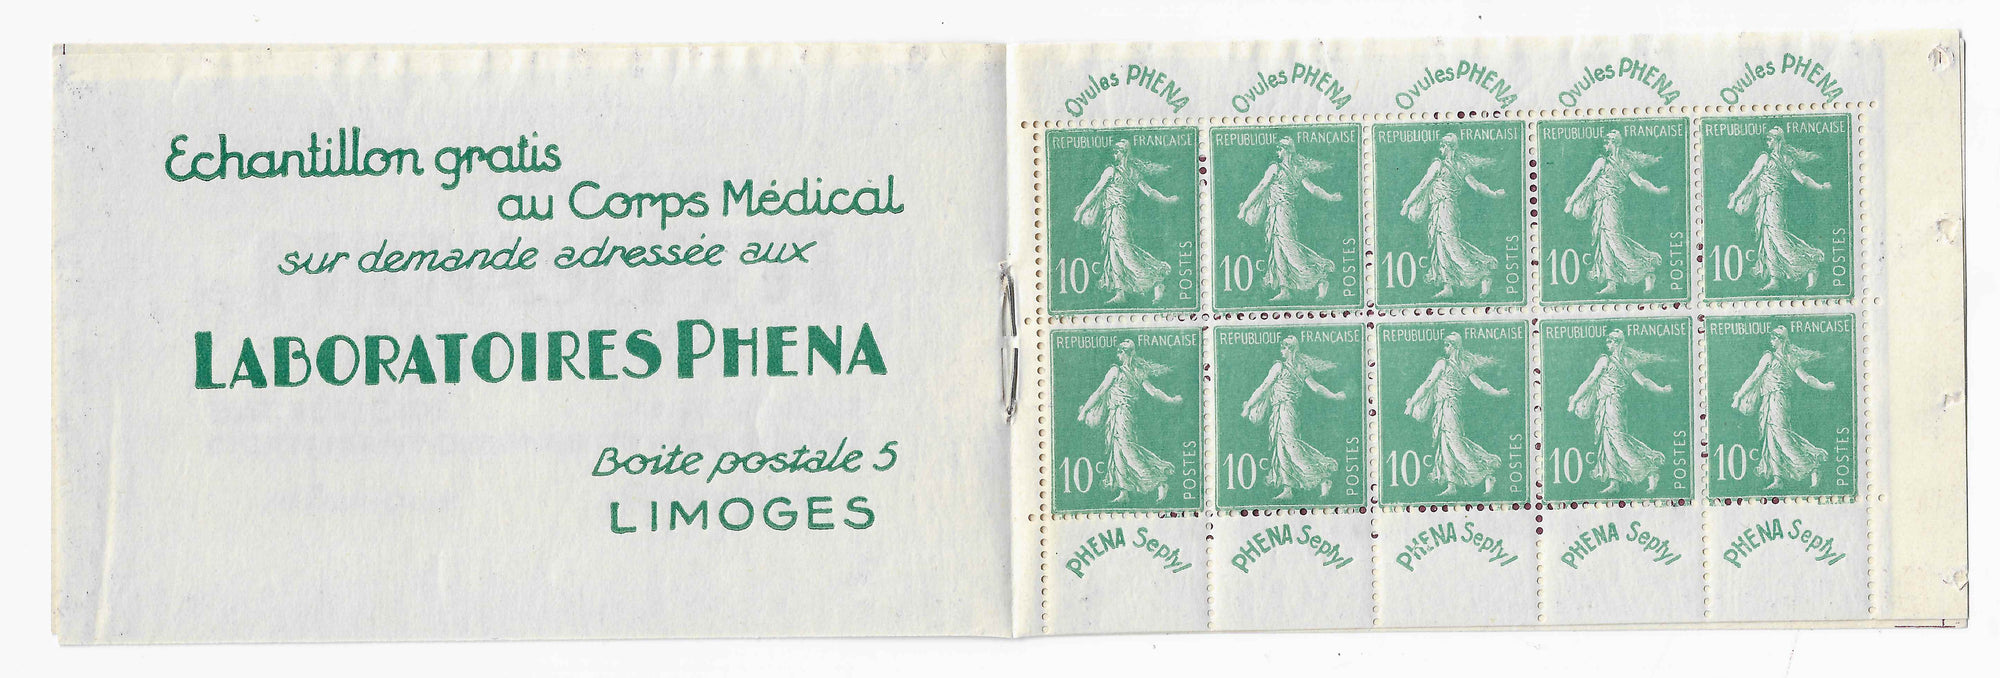 Echantillon gratis
au Corps Médical
sur demande adressée aux
LABORATOIRES PHENA
Boite postale 5
LIMOGES
Ovules PHENA Ovules PHENA Ovules PHENA Ovules PHENA Ovules PHENA
REPUBLIQUE FRANÇAISE REPUBLIQUE FRANÇAISE REPUBLIQUE FRANÇAISE REPUBLIQUE FRANÇAISE REPUBLIQUE FRANÇAISE
10c POSTES 10c POSTES 10c POSTES 10c POSTES 10c POSTES
REPUBLIQUE FRANÇAISE REPUBLIQUE FRANÇAISE REPUBLIQUE FRANÇAISE REPUBLIQUE FRANÇAISE REPUBLIQUE FRANÇAISE
10c POSTES 10c POSTES 10c POSTES 10c POSTES 10c POSTES
PHENA Septyl PHENA Septyl PHENA Septyl PHENA Septyl PHENA Septyl